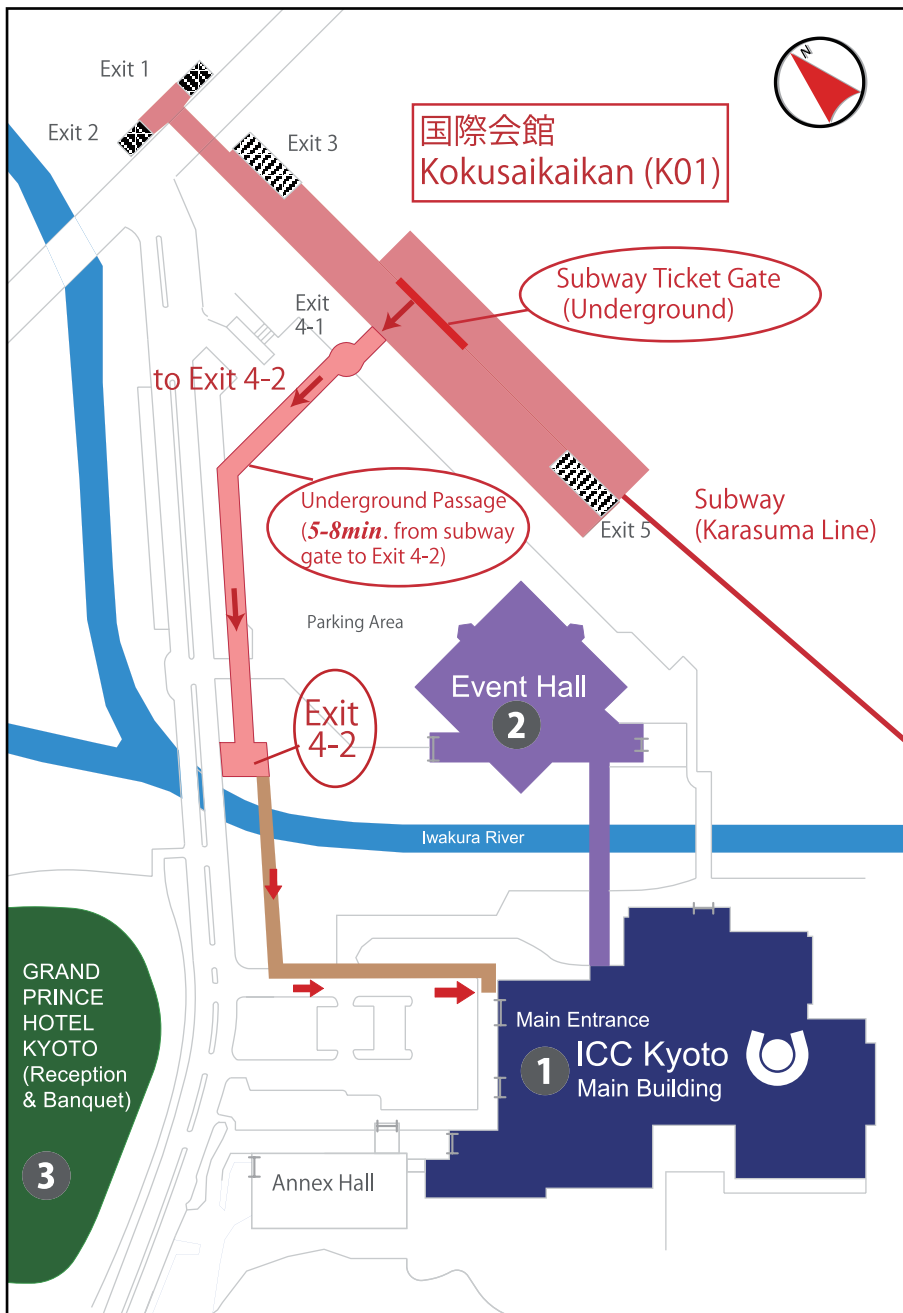 Exit 1
N
Exit 2
Exit 3
国際会館
Kokusaikaikan (K01)
Subway Ticket Gate
(Underground)
Exit
4-1
to Exit 4-2
Underground Passage
(5-8min. from subway
gate to Exit 4-2)
Subway
(Karasuma Line)
Exit 5
Parking Area
Event Hall
2
Exit
4-2
Iwakura River
GRAND
PRINCE
HOTEL
KYOTO
(Reception
& Banquet)
3
Main Entrance
1
ICC Kyoto
Main Building
Annex Hall